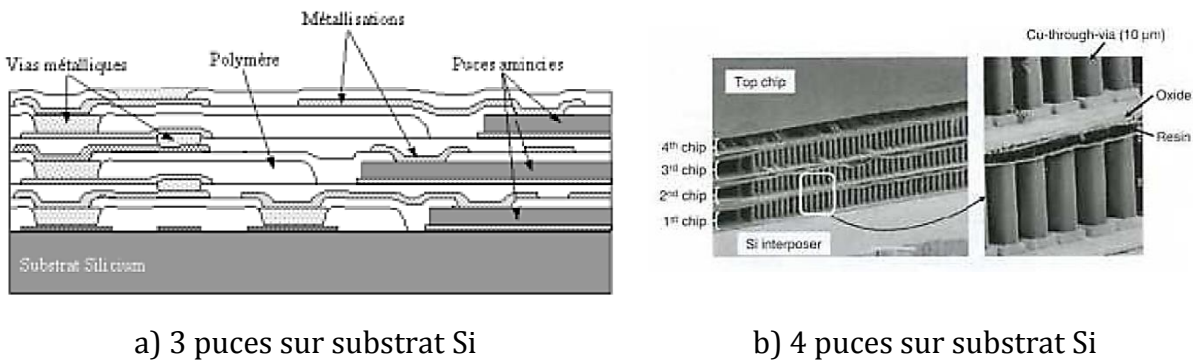 Métallisations
Vias métalliques
Polymère
Puces amincies
Substrat Silicium
Cu-through-via (10 μm)
Top chip
Oxide
Resin
4th chip
3rd chip
2nd chip
1st chip
Si interposer
a) 3 puces sur substrat Si
b) 4 puces sur substrat Si